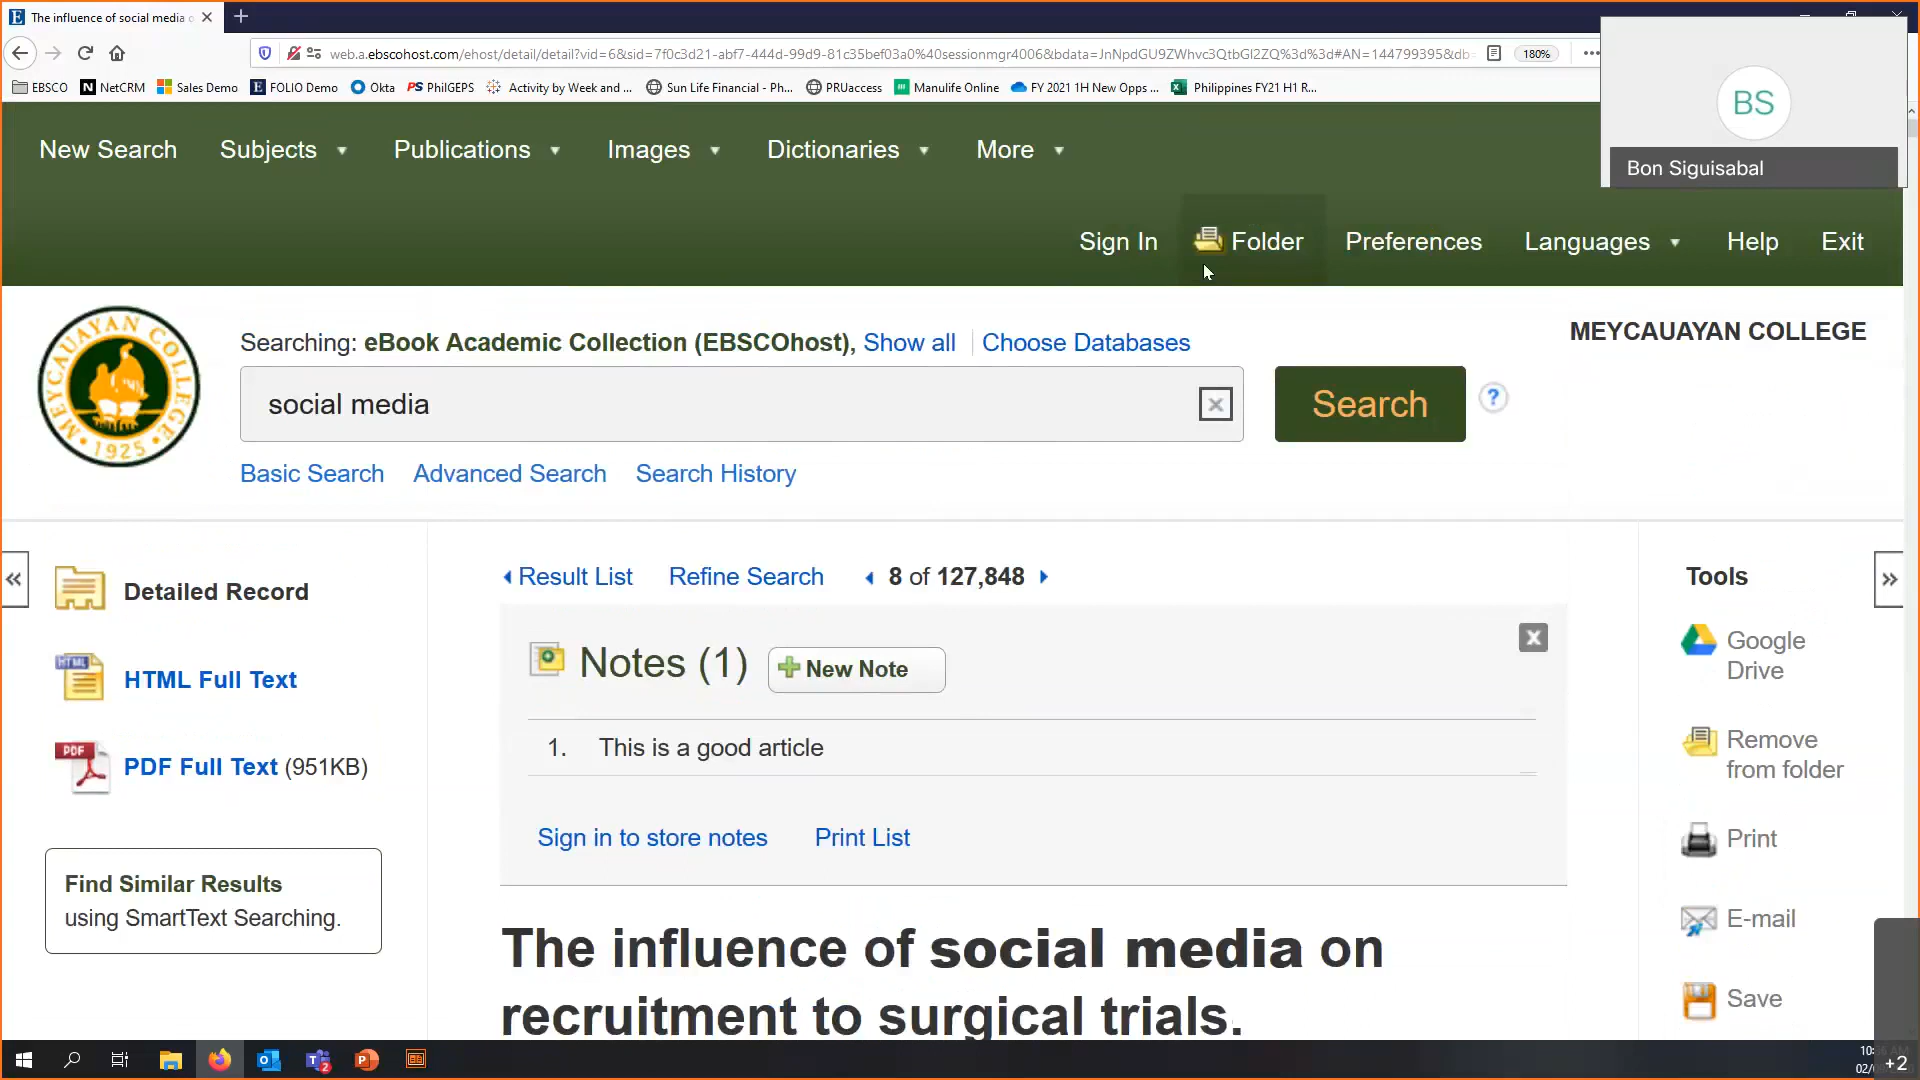 The influence of social media o
web.a.ebscohost.com/ehost/detail/detail?vid=6&sid=7f0c3d21-abf7-444d-99d9-81c35bef03a0%40sessionmgr4006&bdata=JnNpdGU9ZWhvc3QtbGl2ZQ%3d%3d#AN=144799395&db
180%
EBSCO NetCRM Sales Demo FOLIO Demo Okta PhilGEPS Activity by Week and ... Sun Life Financial - Ph... PRUaccess Manulife Online FY 2021 1H New Opps ... Philippines FY21 H1 R...
BS
Bon Siguisabal
New Search Subjects Publications Images Dictionaries More
Sign In Folder Preferences Languages Help Exit
MEYCAUAYAN COLLEGE
1925
Searching: eBook Academic Collection (EBSCOhost), Show all Choose Databases
MEYCAUAYAN COLLEGE
social media
Search
?
Basic Search Advanced Search Search History
Detailed Record
HTML Full Text
PDF Full Text (951KB)
Find Similar Results
using SmartText Searching.
Result List Refine Search 8 of 127,848
Notes (1) New Note
1. This is a good article
Sign in to store notes Print List
The influence of social media on
recruitment to surgical trials.
Tools
Google
Drive
Remove
from folder
Print
E-mail
Save
+2